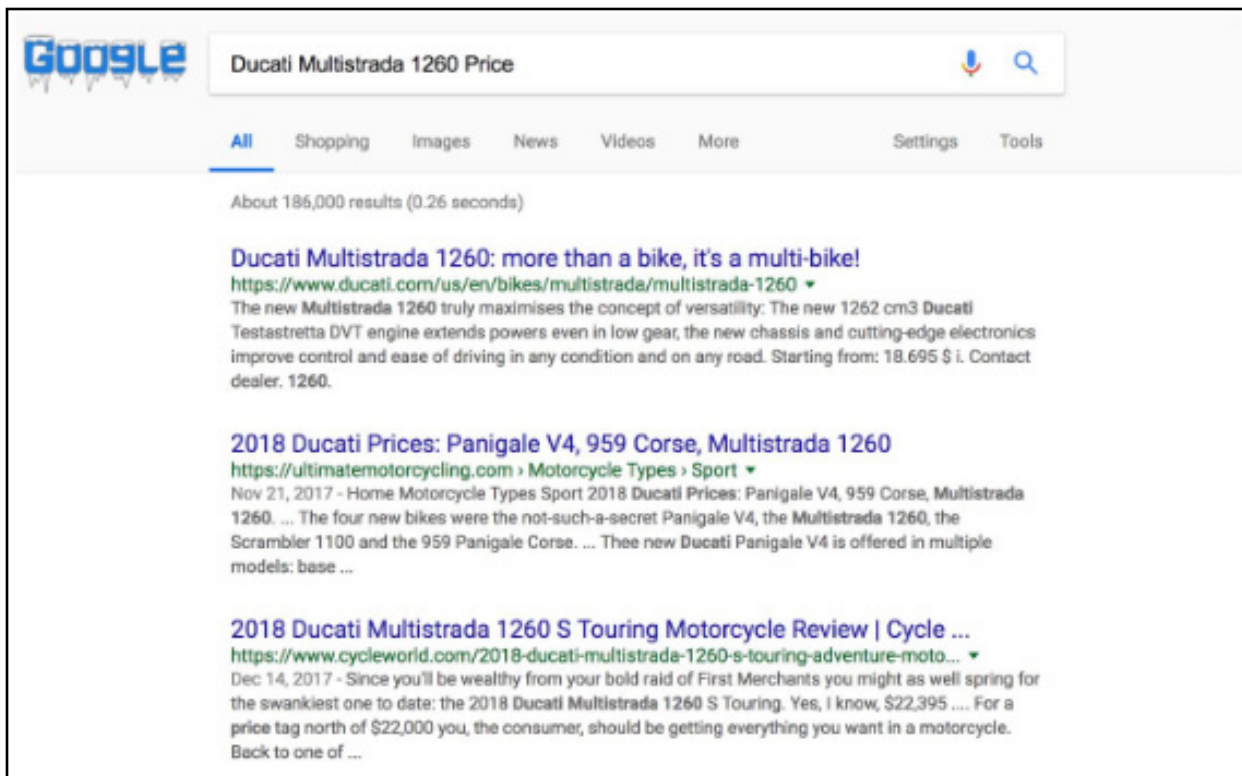 Google
Ducati Multistrada 1260 Price
All Shopping Images News Videos More Settings Tools
About 186,000 results (0.26 seconds)
Ducati Multistrada 1260: more than a bike, it's a multi-bike!
https://www.ducati.com/us/en/bikes/multistrada/multistrada-1260
The new Multistrada 1260 truly maximises the concept of versatility: The new 1262 cm3 Ducati
Testastretta DVT engine extends powers even in low gear, the new chassis and cutting-edge electronics
improve control and ease of driving in any condition and on any road. Starting from: 18.695 $ i. Contact
dealer. 1260.
2018 Ducati Prices: Panigale V4, 959 Corse, Multistrada 1260
https://ultimatemotorcycling.com › Motorcycle Types › Sport
Nov 21, 2017 - Home Motorcycle Types Sport 2018 Ducati Prices: Panigale V4, 959 Corse, Multistrada
1260. ... The four new bikes were the not-such-a-secret Panigale V4, the Multistrada 1260, the
Scrambler 1100 and the 959 Panigale Corse. ... Thee new Ducati Panigale V4 is offered in multiple
models: base ...
2018 Ducati Multistrada 1260 S Touring Motorcycle Review | Cycle ...
https://www.cycleworld.com/2018-ducati-multistrada-1260-s-touring-adventure-moto...
Dec 14, 2017 - Since you'll be wealthy from your bold raid of First Merchants you might as well spring for
the swankiest one to date: the 2018 Ducati Multistrada 1260 S Touring. Yes, I know, $22,395 .... For a
price tag north of $22,000 you, the consumer, should be getting everything you want in a motorcycle.
Back to one of ...